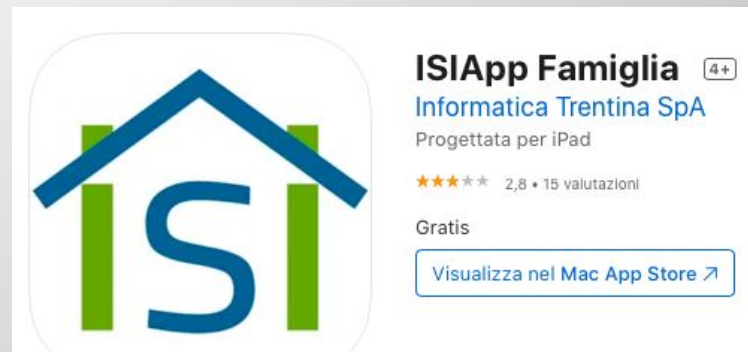 ISI
ISIApp Famiglia 4+
Informatica Trentina SpA
Progettata per iPad
★★★★★ 2,8 • 15 valutazioni
Gratis
Visualizza nel Mac App Store ↗